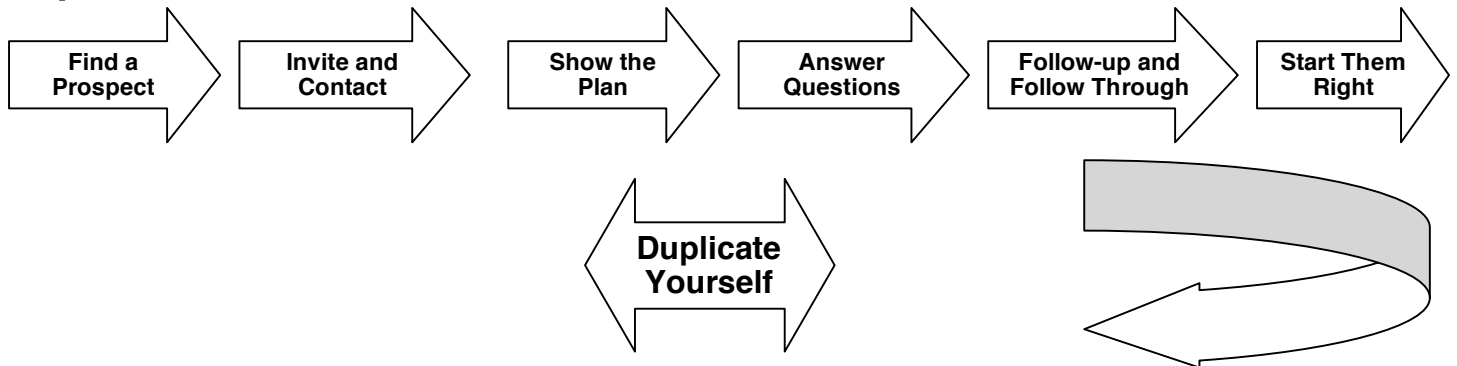 Find a
Prospect
Invite and
Contact
Show the
Plan
Answer
Questions
Follow-up and
Follow Through
Start Them
Right
Duplicate
Yourself